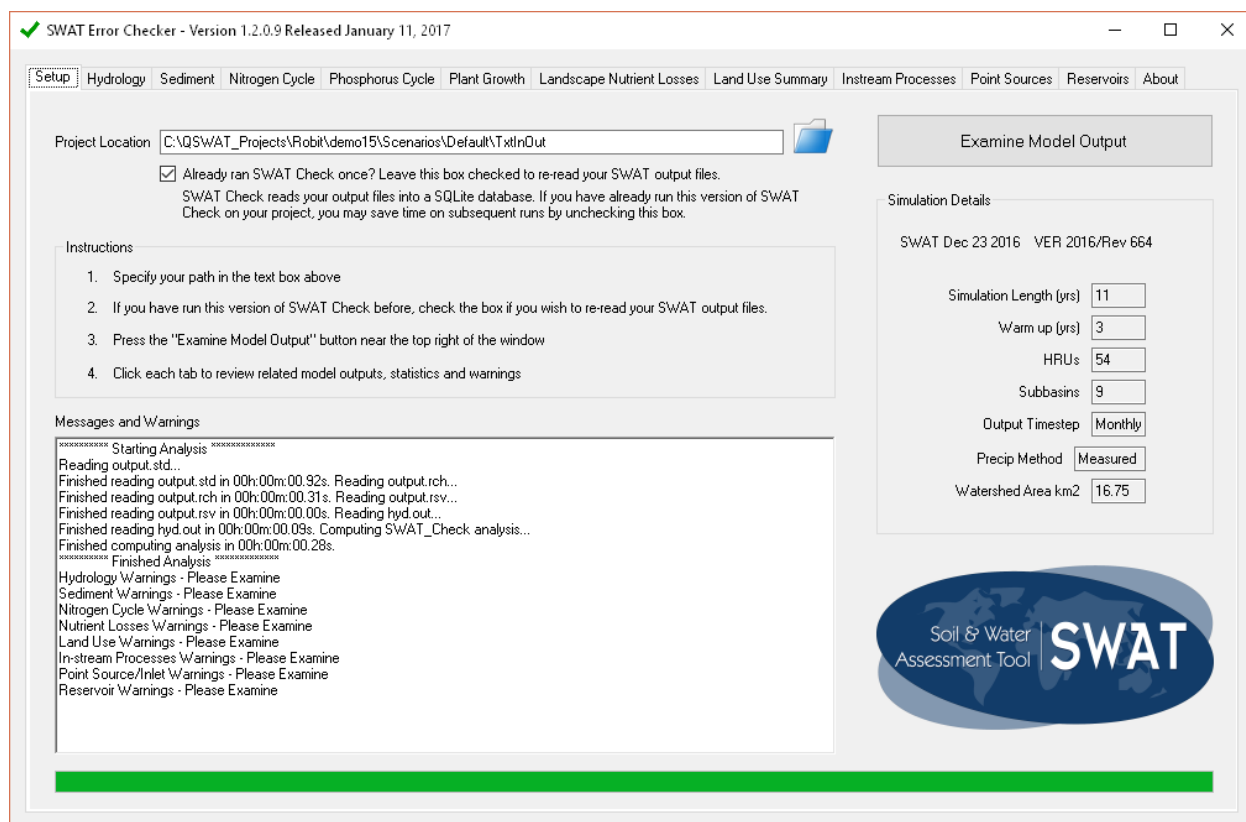 SWAT Error Checker - Version 1.2.0.9 Released January 11, 2017
Setup Hydrology Sediment Nitrogen Cycle Phosphorus Cycle Plant Growth Landscape Nutrient Losses Land Use Summary Instream Processes Point Sources Reservoirs About
Project Location C:\QSWAT_Projects\Robit\demo15\Scenarios\Default\TxtInOut
Already ran SWAT Check once? Leave this box checked to re-read your SWAT output files.
SWAT Check reads your output files into a SQLite database. If you have already run this version of SWAT
Check on your project, you may save time on subsequent runs by unchecking this box.
Instructions
1. Specify your path in the text box above
2. If you have run this version of SWAT Check before, check the box if you wish to re-read your SWAT output files.
3. Press the "Examine Model Output" button near the top right of the window
4. Click each tab to review related model outputs, statistics and warnings
Messages and Warnings
********** Starting Analysis *************
Reading output.std...
Finished reading output.std in 00h:00m:00.92s. Reading output.rch...
Finished reading output.rch in 00h:00m:00.31s. Reading output.rsv...
Finished reading output.rsv in 00h:00m:00.00s. Reading hyd.out...
Finished reading hyd.out in 00h:00m:00.09s. Computing SWAT_Check analysis...
Finished computing analysis in 00h:00m:00.28s.
********** Finished Analysis *************
Hydrology Warnings - Please Examine
Sediment Warnings - Please Examine
Nitrogen Cycle Warnings - Please Examine
Nutrient Losses Warnings - Please Examine
Land Use Warnings - Please Examine
In-stream Processes Warnings - Please Examine
Point Source/Inlet Warnings - Please Examine
Reservoir Warnings - Please Examine
Examine Model Output
Simulation Details
SWAT Dec 23 2016 VER 2016/Rev 664
Simulation Length (yrs) 11
Warm up (yrs) 3
HRUs 54
Subbasins 9
Output Timestep Monthly
Precip Method Measured
Watershed Area km2 16.75
Soil & Water
Assessment Tool
SWAT